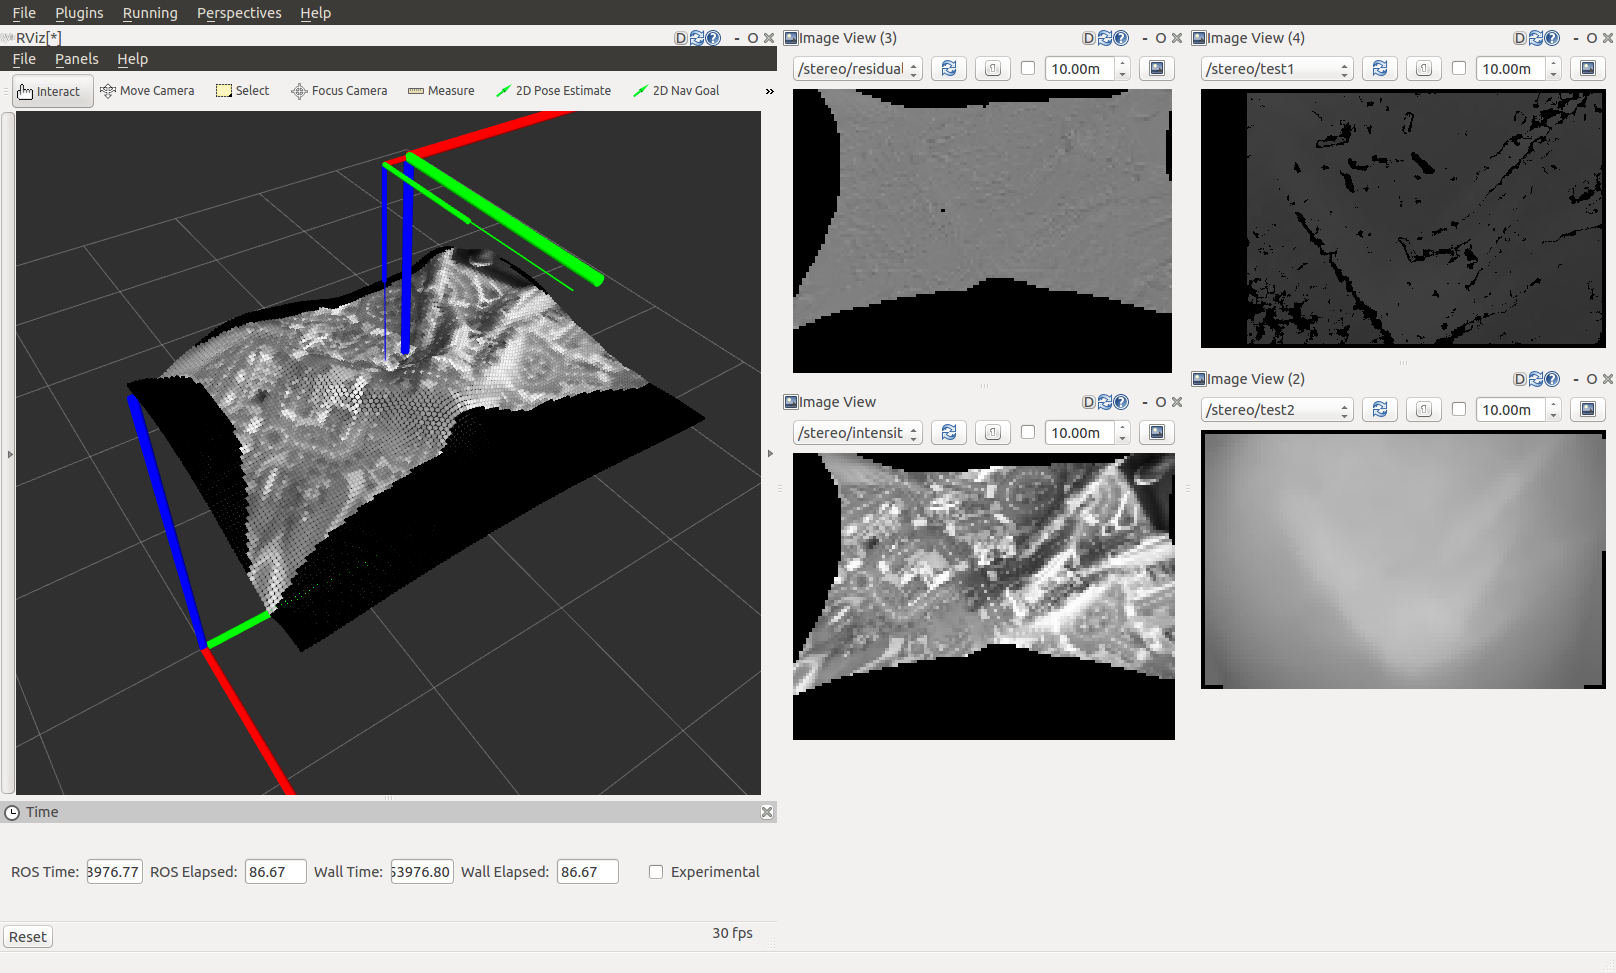 File Plugins Running Perspectives Help
RViz[*] D - O
File Panels Help
Interact Move Camera Select Focus Camera Measure 2D Pose Estimate 2D Nav Goal »
Time
ROS Time: 3976.77 ROS Elapsed: 86.67 Wall Time: 53976.80 Wall Elapsed: 86.67 Experimental
Reset 30 fps
Image View (3) D - O
/stereo/residual 10.00m
Image View D - O
/stereo/intensit 10.00m
Image View (4) D - O
/stereo/test1 10.00m
Image View (2) D - O
/stereo/test2 10.00m